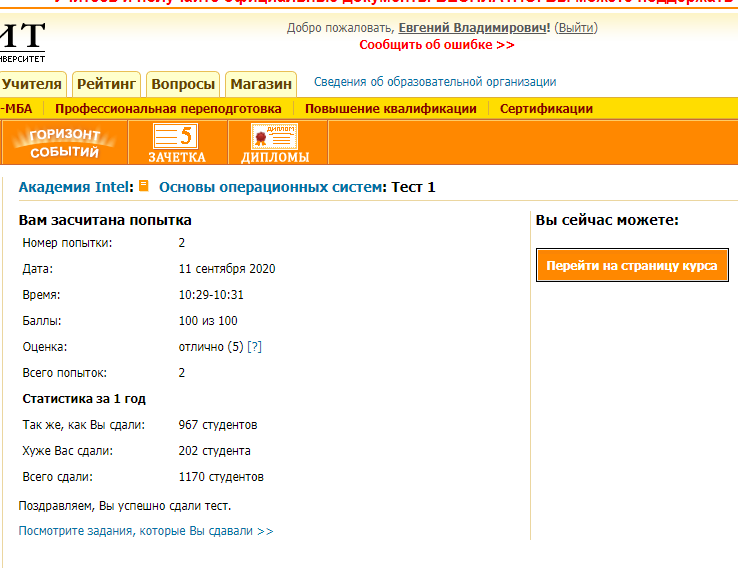 Добро пожаловать, Евгений Владимирович! (Выйти)
ИТ
Сообщить об ошибке >>
Учителя Рейтинг Вопросы Магазин Сведения об образовательной организации
-МБА Профессиональная переподготовка Повышение квалификации Сертификации
ГОРИЗОНТ СОБЫТИЙ
5 ЗАЧЕТКА
ДИПЛОМ ДИПЛОМЫ
Академия Intel: Основы операционных систем: Тест 1
Вам засчитана попытка
Номер попытки: 2
Дата: 11 сентября 2020
Время: 10:29-10:31
Баллы: 100 из 100
Оценка: отлично (5) [?]
Всего попыток: 2
Статистика за 1 год
Так же, как Вы сдали: 967 студентов
Хуже Вас сдали: 202 студента
Всего сдали: 1170 студентов
Поздравляем, Вы успешно сдали тест.
Посмотрите задания, которые Вы сдавали >>
Вы сейчас можете:
Перейти на страницу курса